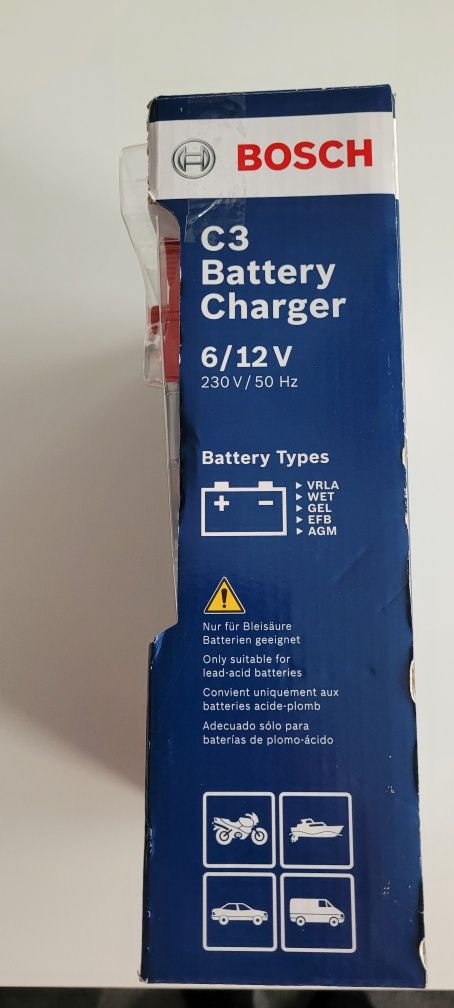 BOSCH
C3
Battery
Charger
6/12 V
230 V / 50 Hz
Battery Types
VRLA
WET
GEL
EFB
AGM
Nur für Bleisäure
Batterien geeignet
Only suitable for
lead-acid batteries
Convient uniquement aux
batteries acide-plomb
Adecuado sólo para
baterías de plomo-ácido